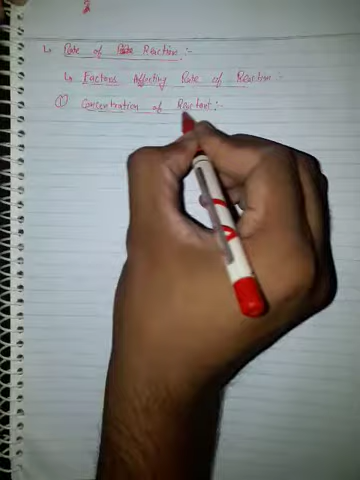 ↳ Rate of Reaction :-
↳ Factors Affecting Rate of Reaction :-
① Concentration of Reactant :-